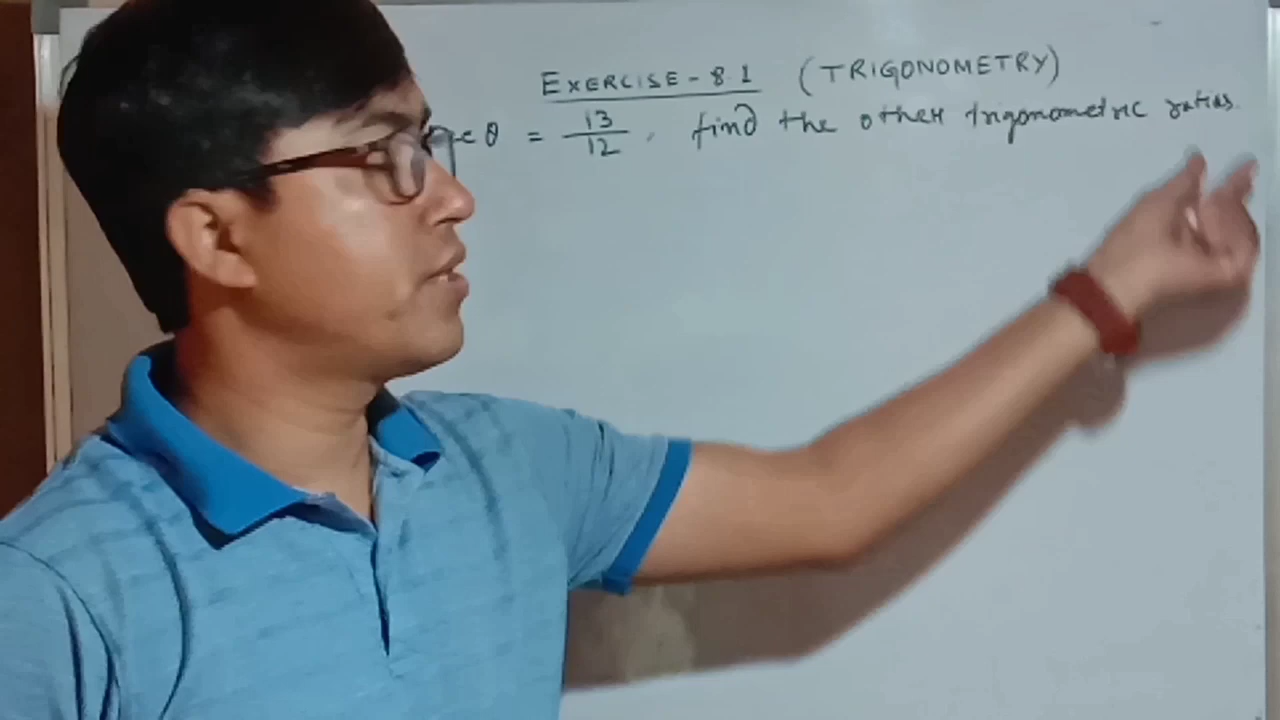 EXERCISE - 8.1 (TRIGONOMETRY)
θ = 13/12, find the other trigonometric ratios.